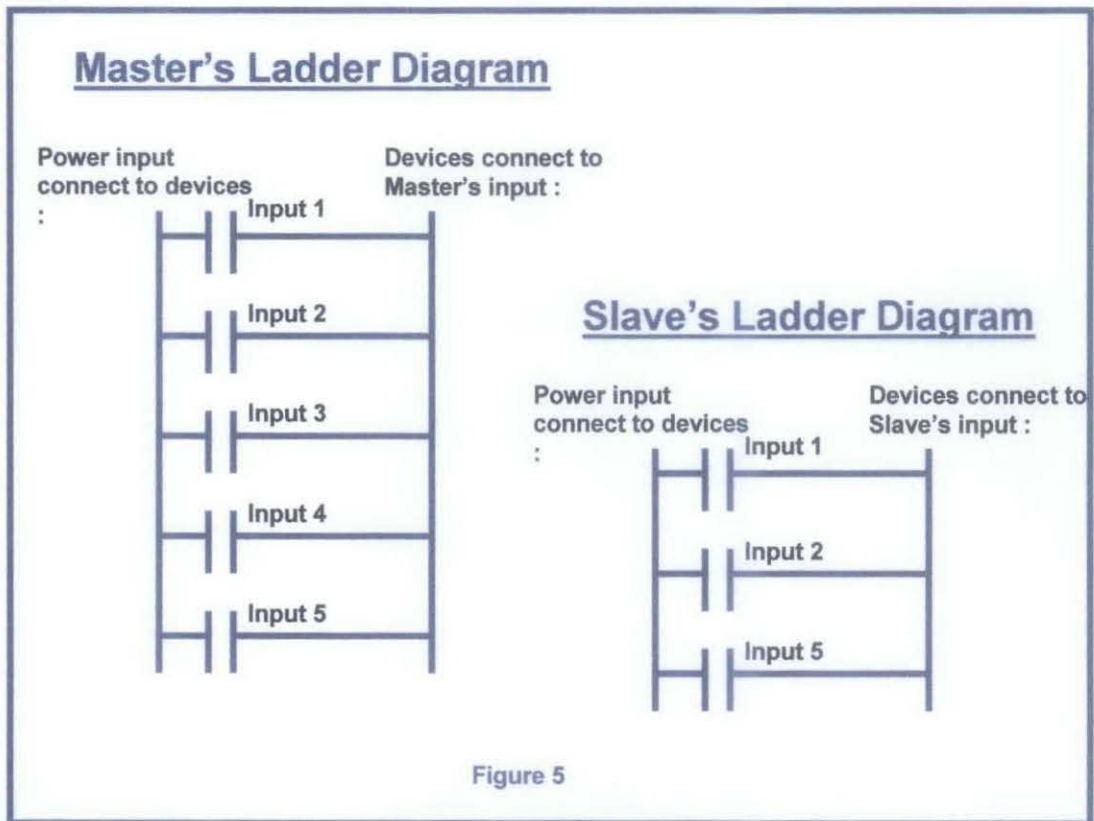 Master's Ladder Diagram
Power input
connect to devices
:
Devices connect to
Master's input :
Input 1
Input 2
Input 3
Input 4
Input 5
Slave's Ladder Diagram
Power input
connect to devices
:
Devices connect to
Slave's input :
Input 1
Input 2
Input 5
Figure 5